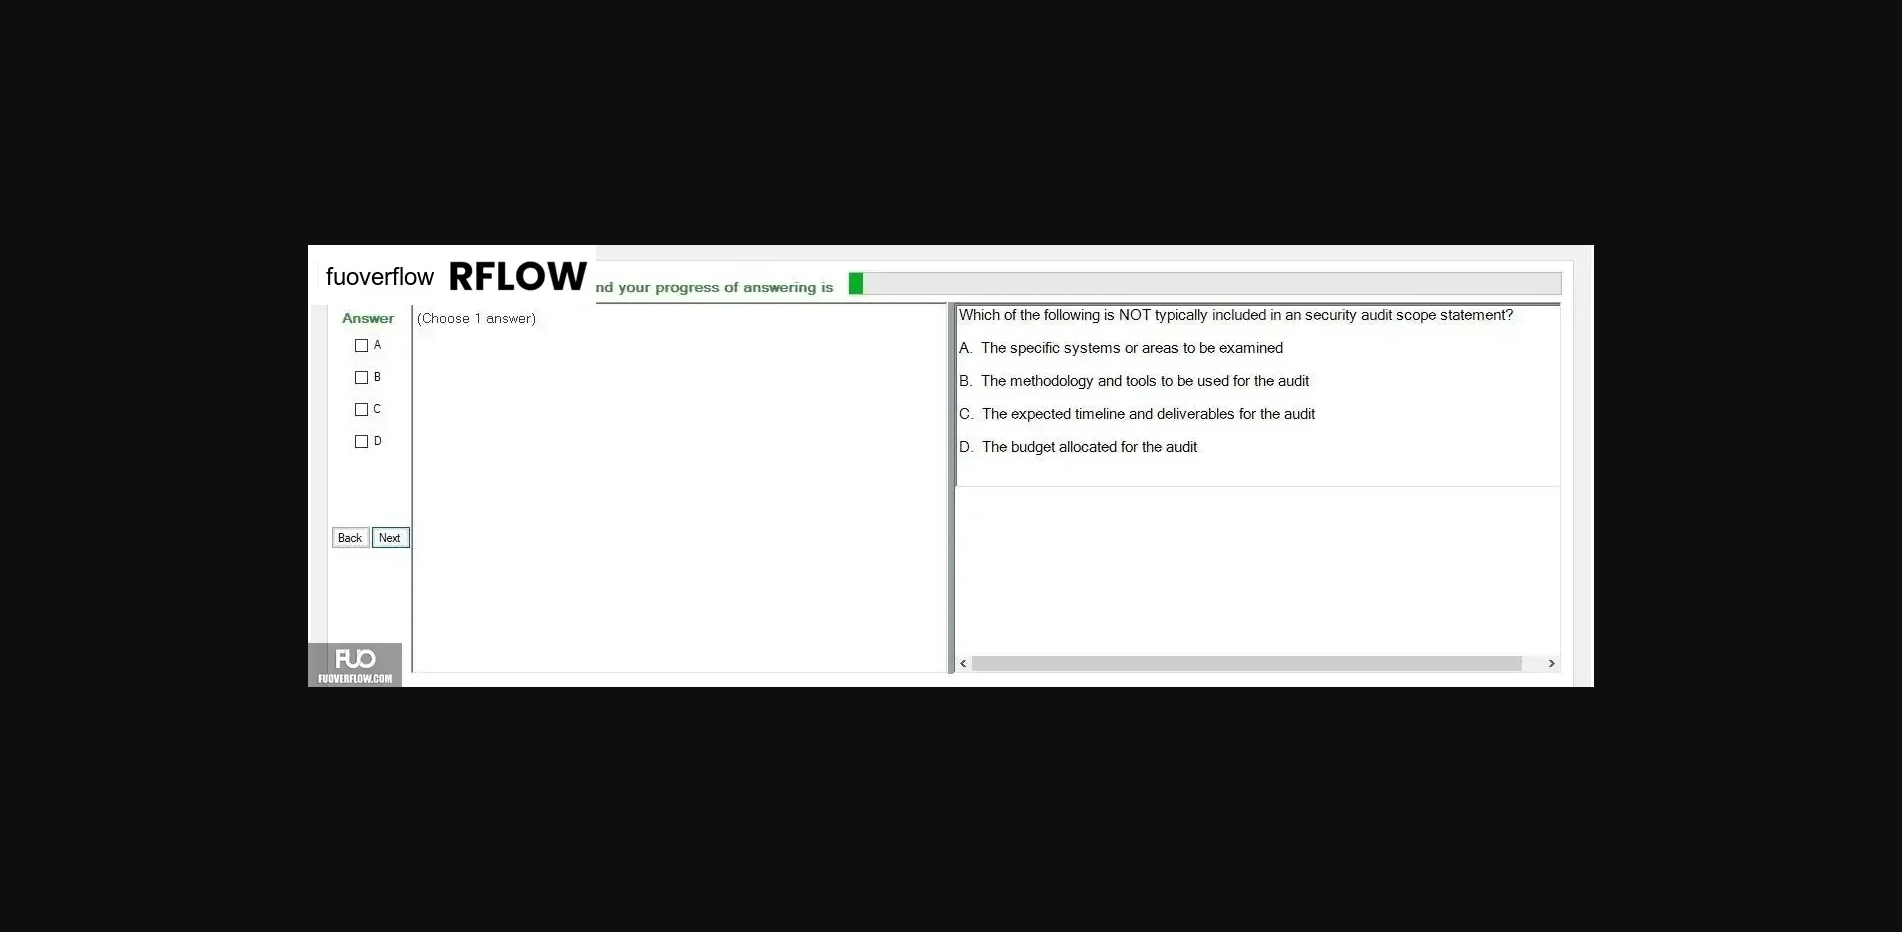 fuoverflow RFLOW
nd your progress of answering is
Answer
(Choose 1 answer)
A
B
C
D
Back Next
Which of the following is NOT typically included in an security audit scope statement?
A. The specific systems or areas to be examined
B. The methodology and tools to be used for the audit
C. The expected timeline and deliverables for the audit
D. The budget allocated for the audit
FUO
FUOVERFLOW.COM